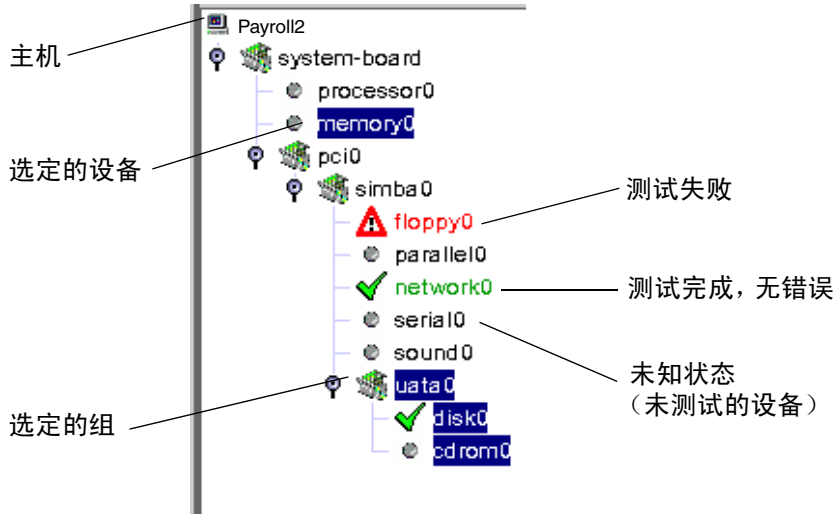 Payroll2
主机
system-board
processor0
memory0
选定的设备
pci0
simba0
测试失败
floppy0
parallel0
network0
测试完成，无错误
serial0
sound0
未知状态
（未测试的设备）
uata0
选定的组
disk0
cdrom0